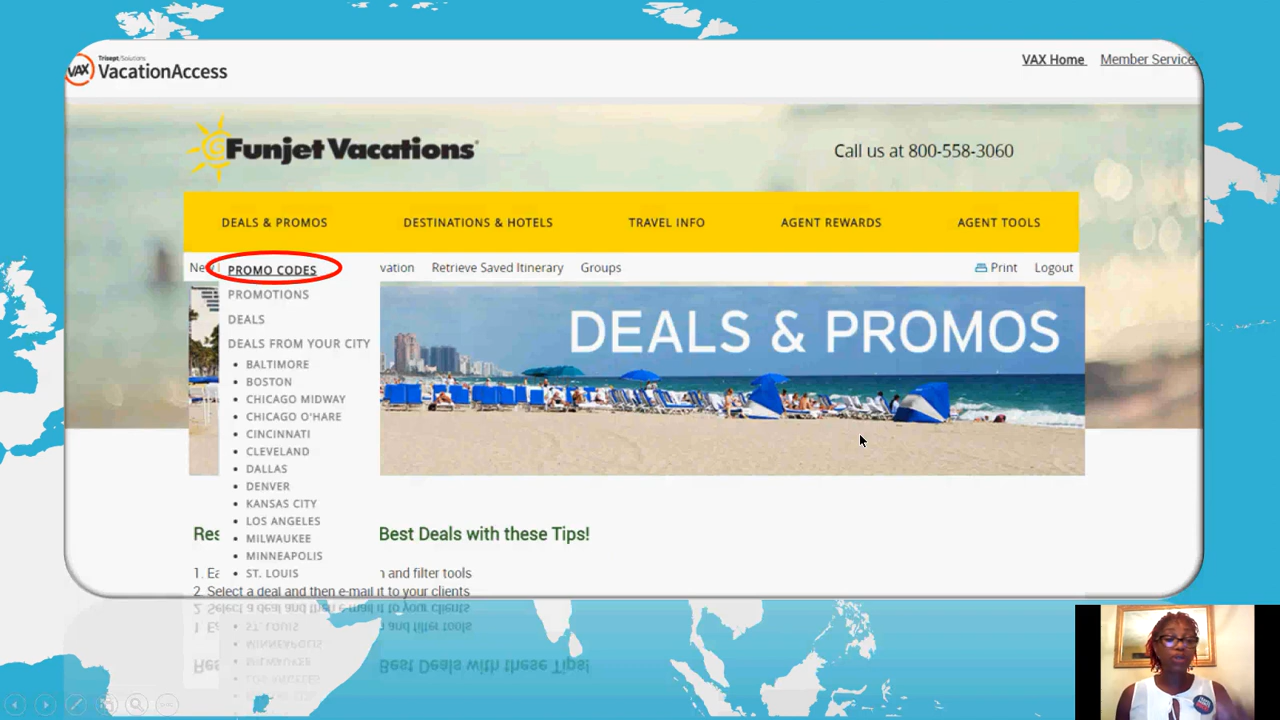 VAX Trisept Solutions
VacationAccess
VAX Home Member Service
Funjet Vacations
Call us at 800-558-3060
DEALS & PROMOS DESTINATIONS & HOTELS TRAVEL INFO AGENT REWARDS AGENT TOOLS
PROMO CODES vation Retrieve Saved Itinerary Groups Print Logout
PROMOTIONS
DEALS
DEALS FROM YOUR CITY
• BALTIMORE
• BOSTON
• CHICAGO MIDWAY
• CHICAGO O'HARE
• CINCINNATI
• CLEVELAND
• DALLAS
• DENVER
• KANSAS CITY
• LOS ANGELES
• MILWAUKEE
• MINNEAPOLIS
• ST. LOUIS
DEALS & PROMOS
Res Best Deals with these Tips!
1. Ea n and filter tools
2. Select a deal and then e-mail it to your clients